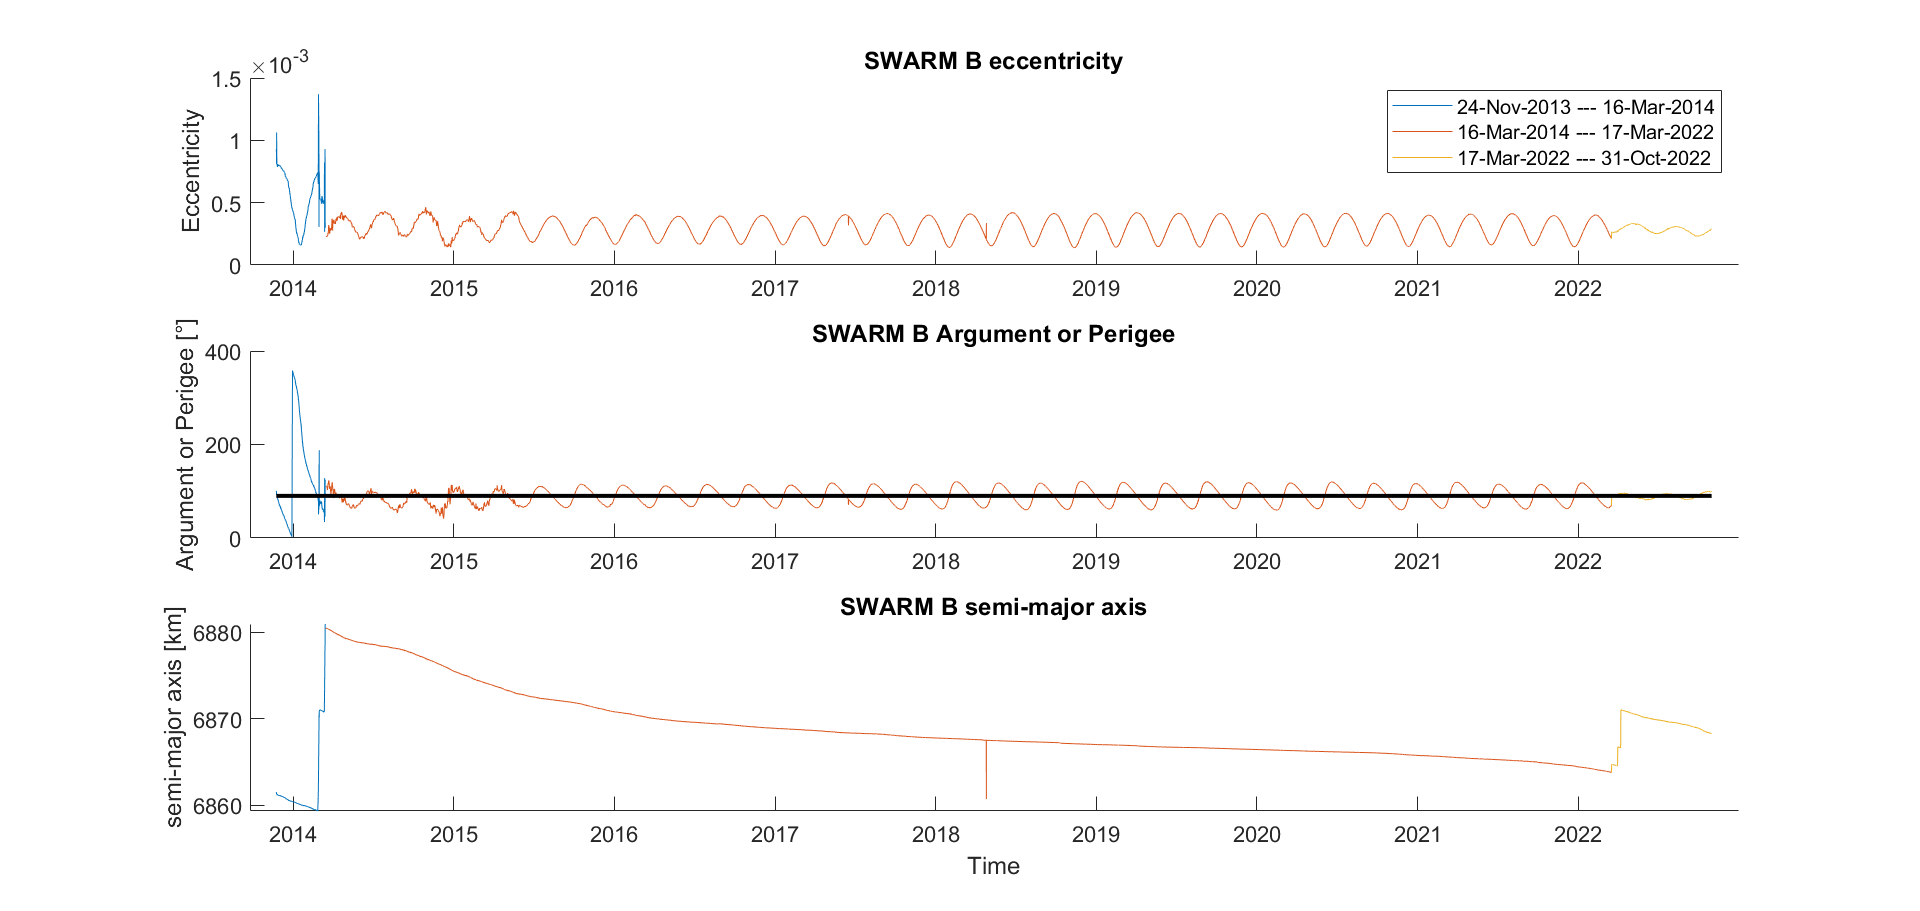 SWARM B eccentricity
×10-3
1.5
1
0.5
0
Eccentricity
24-Nov-2013 --- 16-Mar-2014
16-Mar-2014 --- 17-Mar-2022
17-Mar-2022 --- 31-Oct-2022
2014 2015 2016 2017 2018 2019 2020 2021 2022
SWARM B Argument or Perigee
400
200
0
Argument or Perigee [°]
2014 2015 2016 2017 2018 2019 2020 2021 2022
SWARM B semi-major axis
6880
6870
6860
semi-major axis [km]
2014 2015 2016 2017 2018 2019 2020 2021 2022
Time